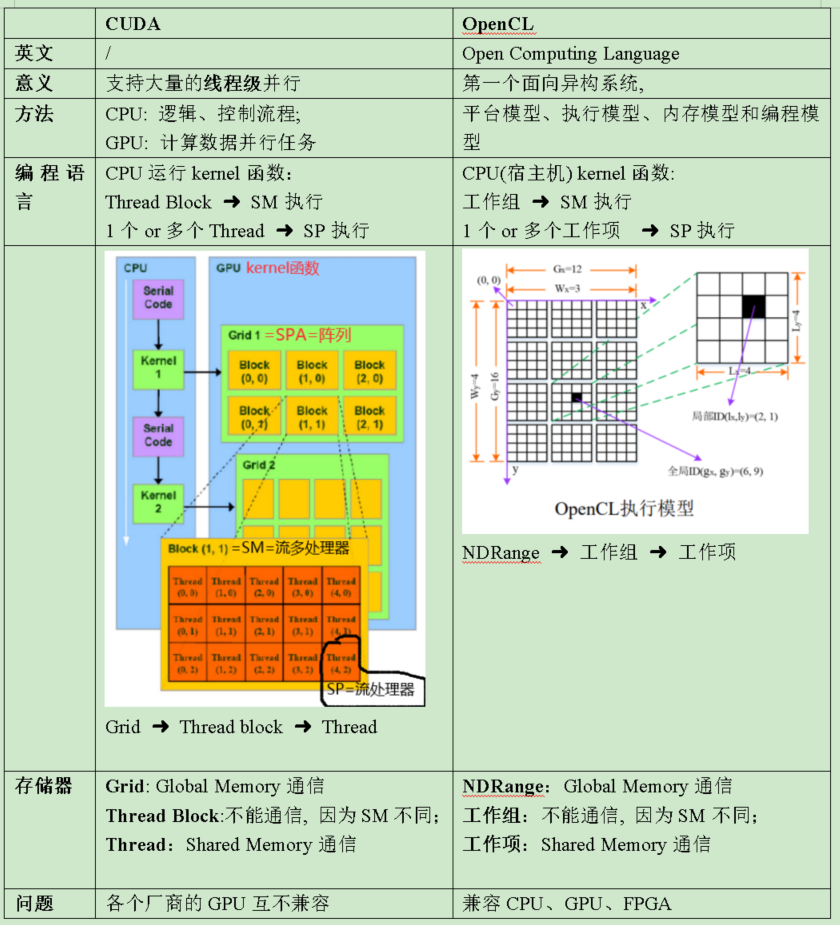 CUDA
OpenCL
英文
/
Open Computing Language
意义
支持大量的线程级并行
第一个面向异构系统,
方法
CPU: 逻辑、控制流程;
GPU: 计算数据并行任务
平台模型、执行模型、内存模型和编程模
型
编程语
言
CPU 运行 kernel 函数:
Thread Block ➜ SM 执行
1 个 or 多个 Thread ➜ SP 执行
CPU(宿主机) kernel 函数:
工作组 ➜ SM 执行
1 个 or 多个工作项 ➜ SP 执行
CPU
GPU kernel函数
Serial
Code
Kernel
1
Serial
Code
Kernel
2
Grid 1 =SPA=阵列
Block
(0, 0)
Block
(1, 0)
Block
(2, 0)
Block
(0, 1)
Block
(1, 1)
Block
(2, 1)
Grid 2
Block (1, 1) =SM=流多处理器
Thread
(0, 0)
Thread
(1, 0)
Thread
(2, 0)
Thread
(3, 0)
Thread
(4, 0)
Thread
(0, 1)
Thread
(1, 1)
Thread
(2, 1)
Thread
(3, 1)
Thread
(4, 1)
Thread
(0, 2)
Thread
(1, 2)
Thread
(2, 2)
Thread
(3, 2)
Thread
(4, 2)
SP=流处理器
Grid ➜ Thread block ➜ Thread
Gx=12
(0, 0)
Wx=3
x
Wy=4
Gy=16
y
Ly=4
Lx=4
局部ID(lx,ly)=(2, 1)
全局ID(gx, gy)=(6, 9)
OpenCL执行模型
NDRange ➜ 工作组 ➜ 工作项
存储器
Grid: Global Memory 通信
Thread Block:不能通信, 因为 SM 不同;
Thread: Shared Memory 通信
NDRange: Global Memory 通信
工作组: 不能通信, 因为 SM 不同;
工作项: Shared Memory 通信
问题
各个厂商的 GPU 互不兼容
兼容 CPU、GPU、FPGA